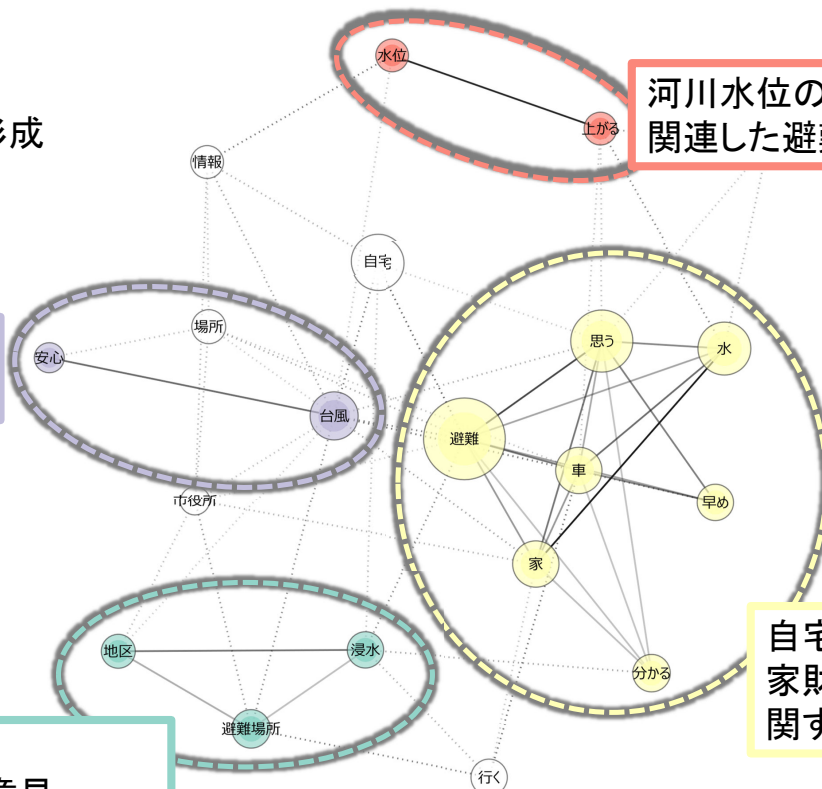 水位
河川水位の
上がる
関連した避
形成
情報
自宅
場所
思う
水
安心
台風
避難
車
早め
市役所
家
地区
浸水
自宅
分かる
家財
避難場所
関す
行く
意見